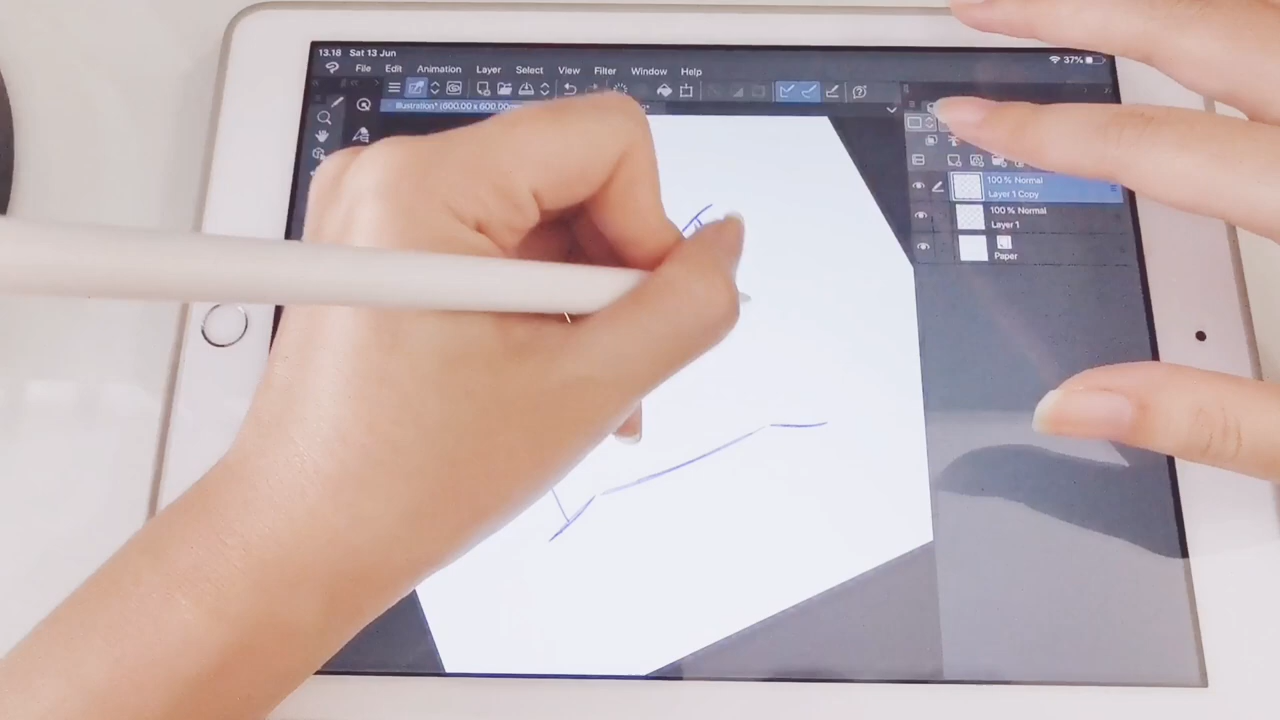 13.18 Sat 13 Jun
37%
File Edit Animation Layer Select View Filter Window Help
Illustration* (600.00 x 600.00
100 % Normal
Layer 1 Copy
100 % Normal
Layer 1
Paper